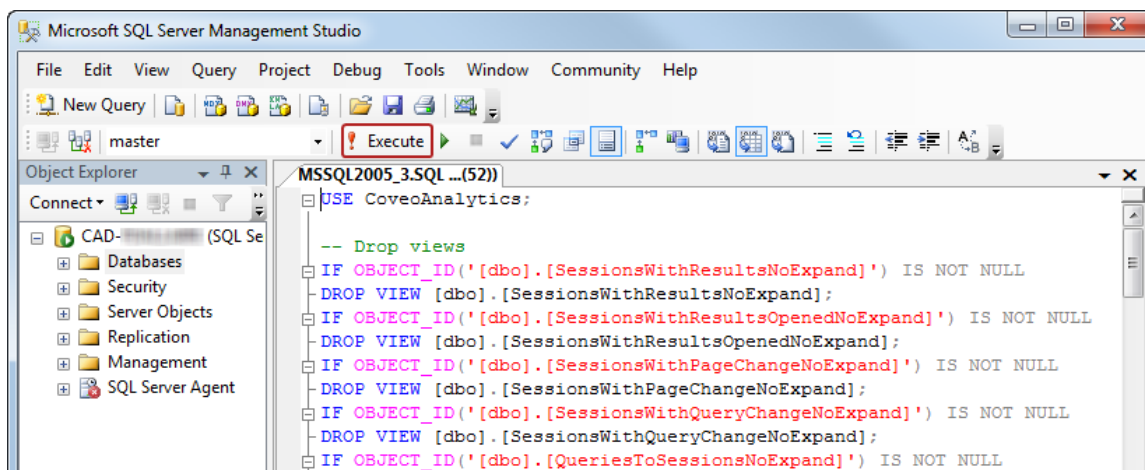 Microsoft SQL Server Management Studio
File Edit View Query Project Debug Tools Window Community Help
New Query
master Execute
Object Explorer
MSSQL2005_3.SQL ...(52))
Connect
CAD- (SQL Se
Databases
Security
Server Objects
Replication
Management
SQL Server Agent
USE CoveoAnalytics;
-- Drop views
IF OBJECT_ID('[dbo].[SessionsWithResultsNoExpand]') IS NOT NULL
DROP VIEW [dbo].[SessionsWithResultsNoExpand];
IF OBJECT_ID('[dbo].[SessionsWithResultsOpenedNoExpand]') IS NOT NULL
DROP VIEW [dbo].[SessionsWithResultsOpenedNoExpand];
IF OBJECT_ID('[dbo].[SessionsWithPageChangeNoExpand]') IS NOT NULL
DROP VIEW [dbo].[SessionsWithPageChangeNoExpand];
IF OBJECT_ID('[dbo].[SessionsWithQueryChangeNoExpand]') IS NOT NULL
DROP VIEW [dbo].[SessionsWithQueryChangeNoExpand];
IF OBJECT_ID('[dbo].[QueriesToSessionsNoExpand]') IS NOT NULL